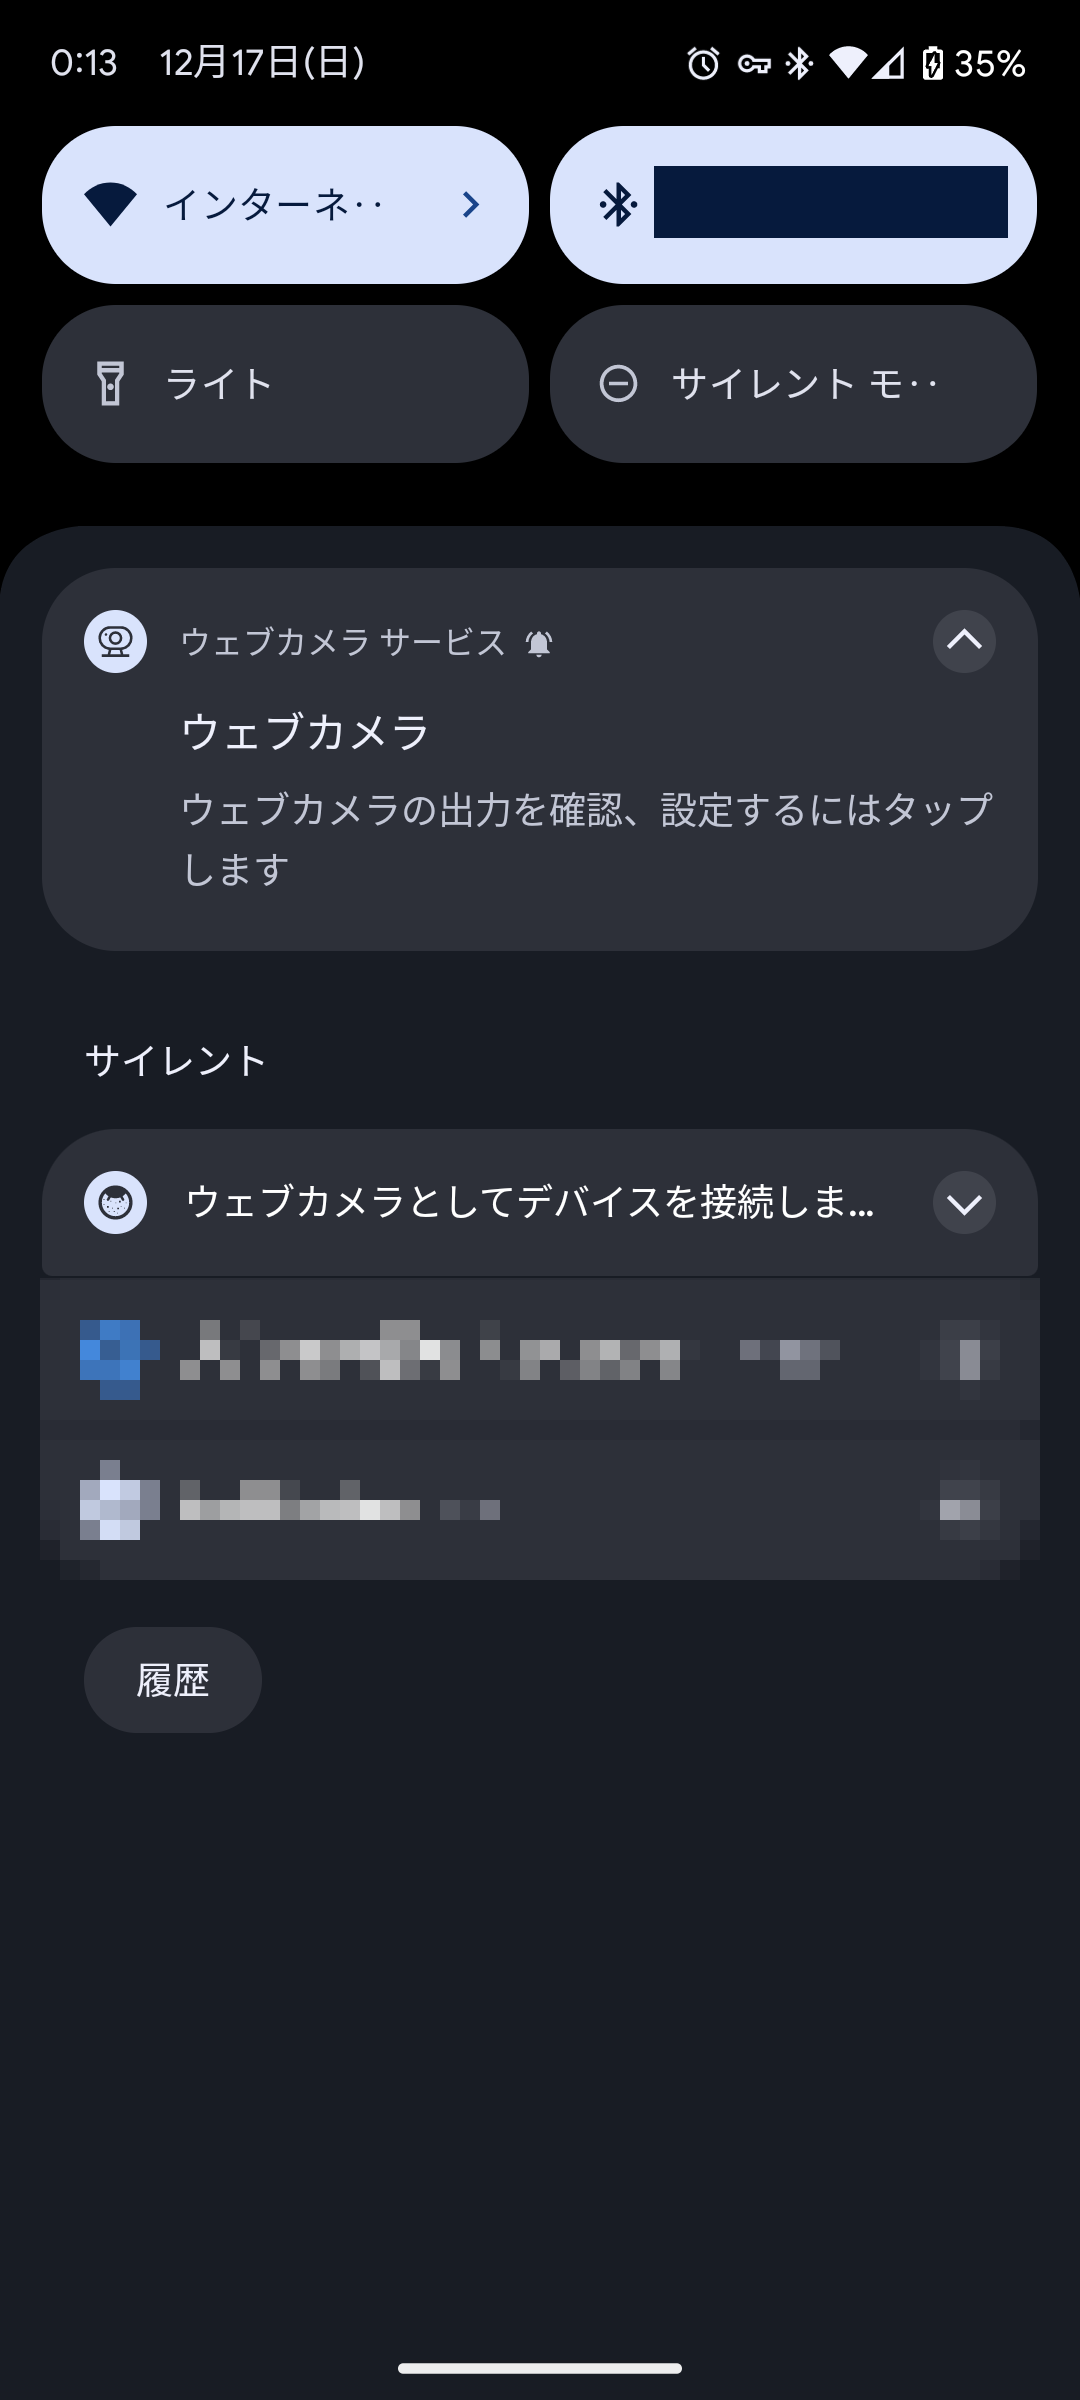 0:13 12月17日(日) 35%
インターネ··
ライト
サイレント モ··
ウェブカメラ サービス
ウェブカメラ
ウェブカメラの出力を確認、設定するにはタップ
します
サイレント
ウェブカメラとしてデバイスを接続しま…
履歴